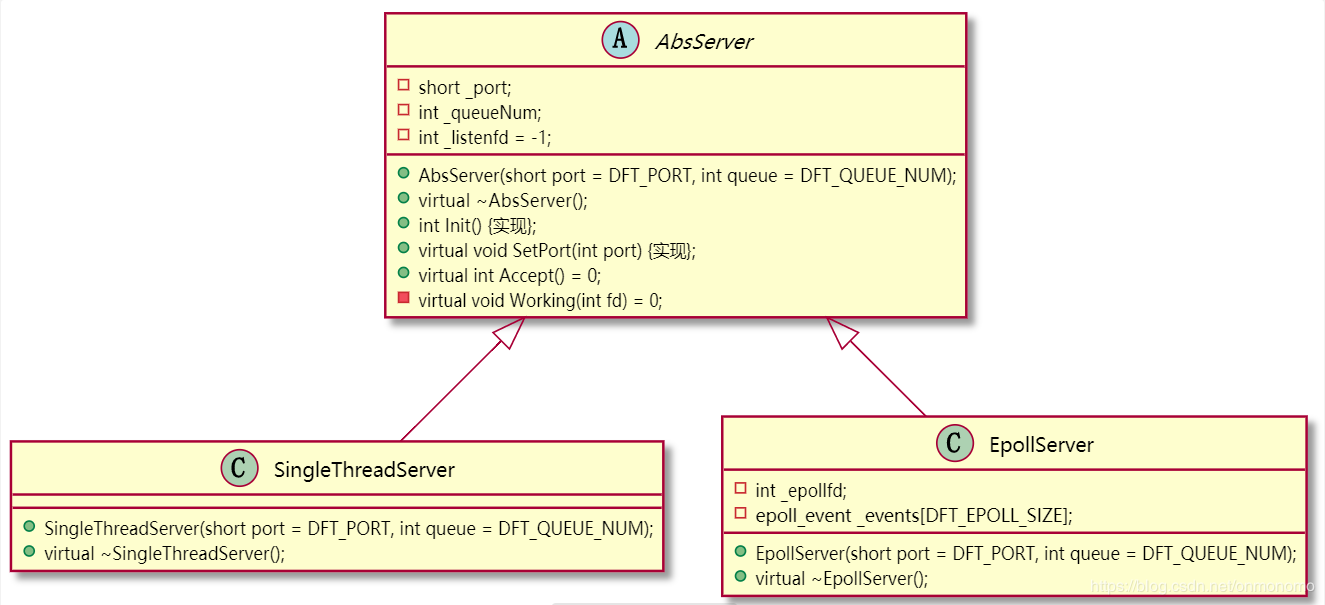 A AbsServer
short _port;
int _queueNum;
int _listenfd = -1;
AbsServer(short port = DFT_PORT, int queue = DFT_QUEUE_NUM);
virtual ~AbsServer();
int Init() {实现};
virtual void SetPort(int port) {实现};
virtual int Accept() = 0;
virtual void Working(int fd) = 0;
C SingleThreadServer
SingleThreadServer(short port = DFT_PORT, int queue = DFT_QUEUE_NUM);
virtual ~SingleThreadServer();
C EpollServer
int _epollfd;
epoll_event _events[DFT_EPOLL_SIZE];
EpollServer(short port = DFT_PORT, int queue = DFT_QUEUE_NUM);
virtual ~EpollServer();
https://blog.csdn.net/onmonomo